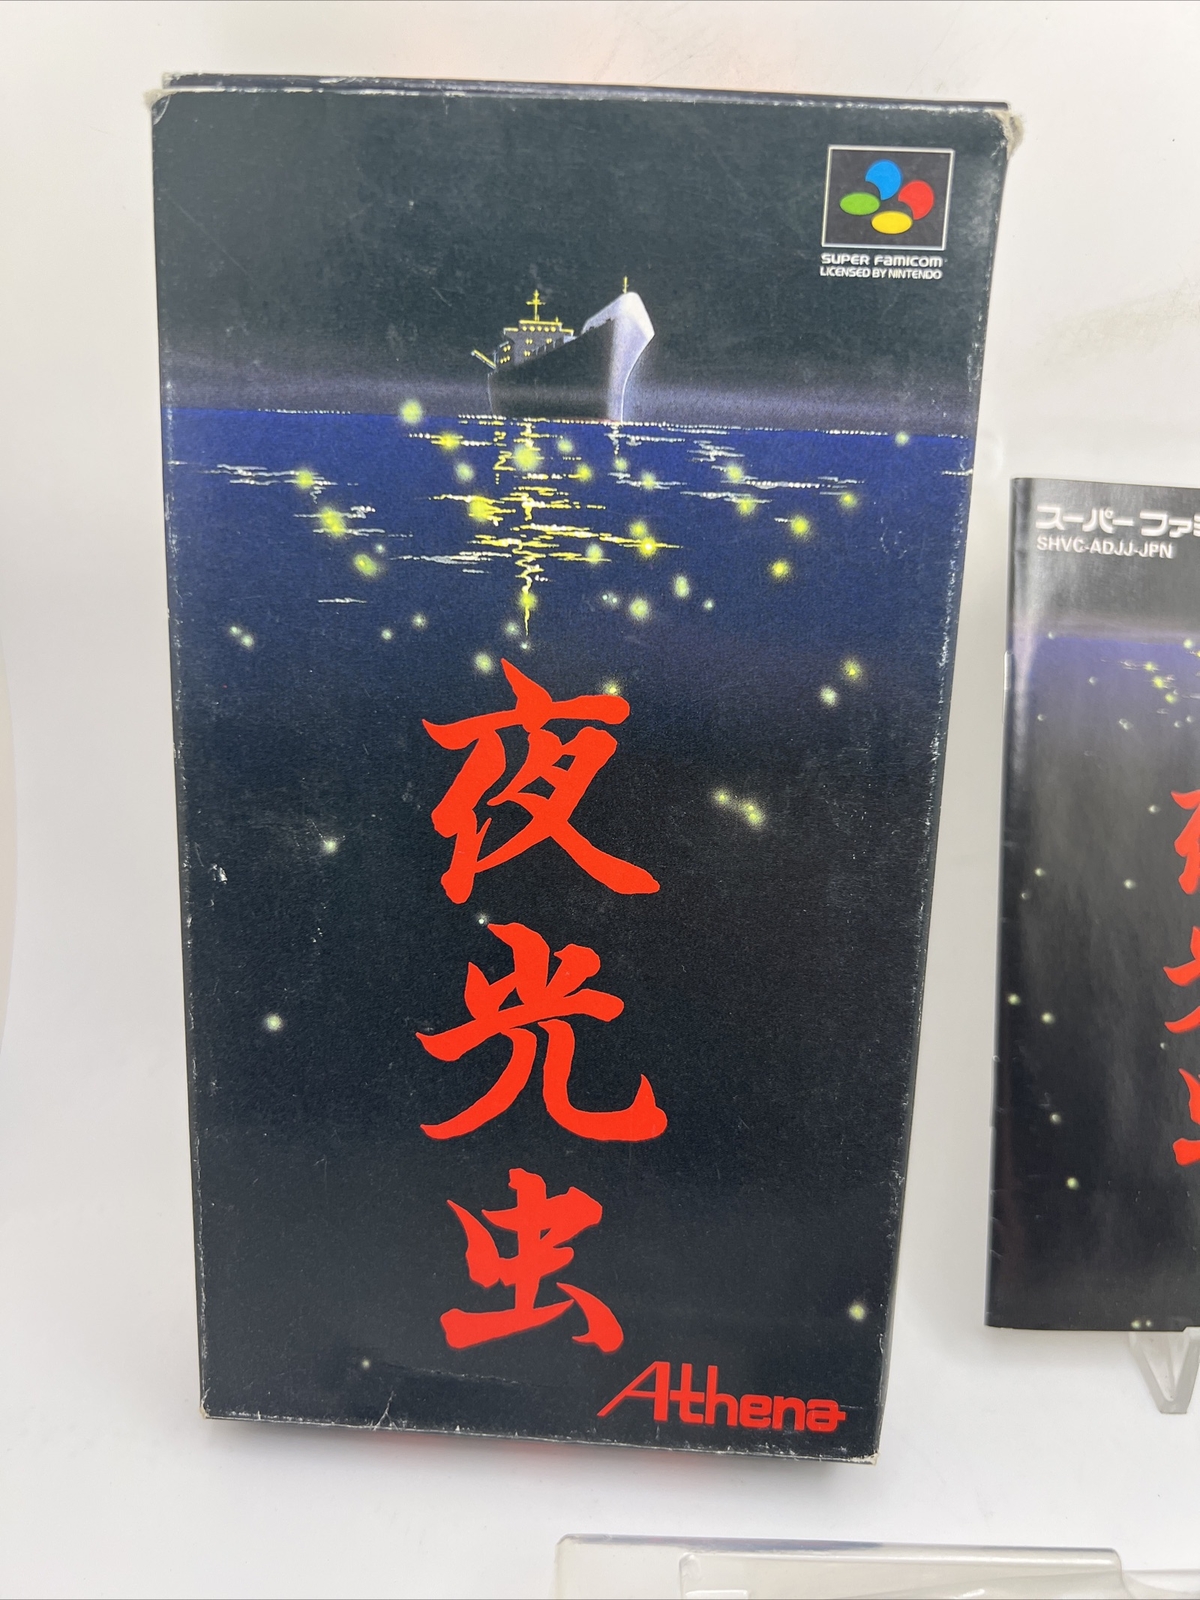 SUPER FAMICOM
LICENSED BY NINTENDO
夜光虫
Athena
スーパーファミ
SHVC-ADJJ-JPN